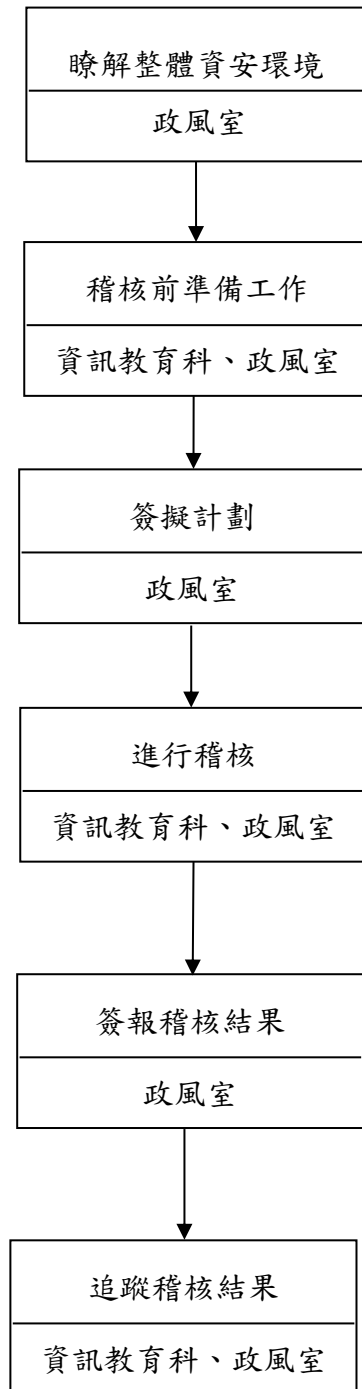 瞭解整體資安環境
政風室
稽核前準備工作
資訊教育科、政風室
簽擬計劃
政風室
進行稽核
資訊教育科、政風室
簽報稽核結果
政風室
追蹤稽核結果
資訊教育科、政風室